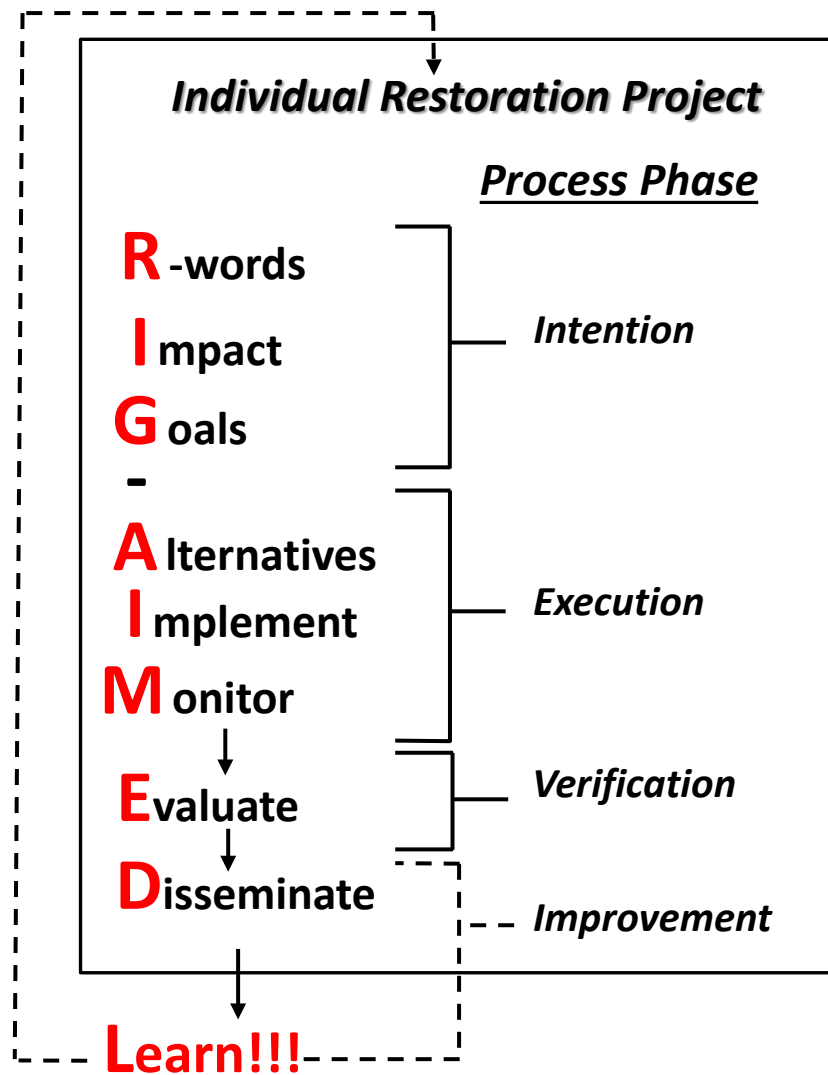 Individual Restoration Project
Process Phase
R-words
Impact
Intention
Goals
-
Alternatives
Implement
Execution
Monitor
Evaluate
Verification
Disseminate
Improvement
Learn!!!